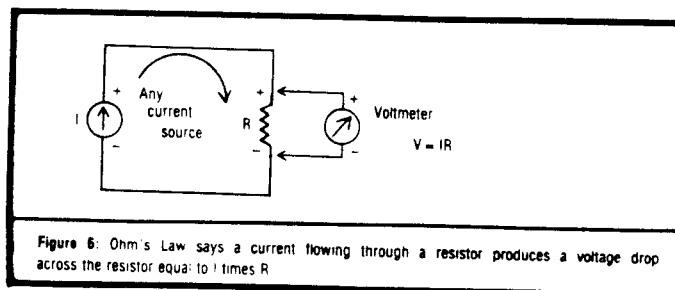 + Any +
current
source
I
R
+
Voltmeter
V = IR
− − −
Figure 6: Ohm's Law says a current flowing through a resistor produces a voltage drop
across the resistor equal to I times R